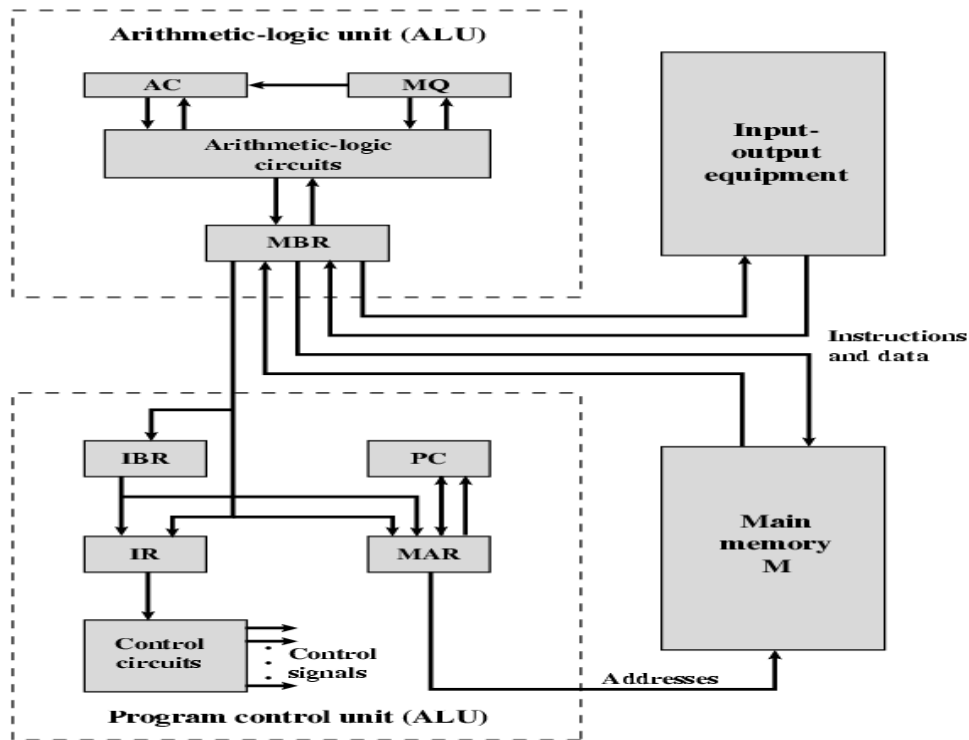 Arithmetic-logic unit (ALU)
AC
MQ
Arithmetic-logic
circuits
MBR
Input-
output
equipment
Instructions
and data
IBR
PC
IR
MAR
Main
memory
M
Control
circuits
Control
signals
Addresses
Program control unit (ALU)